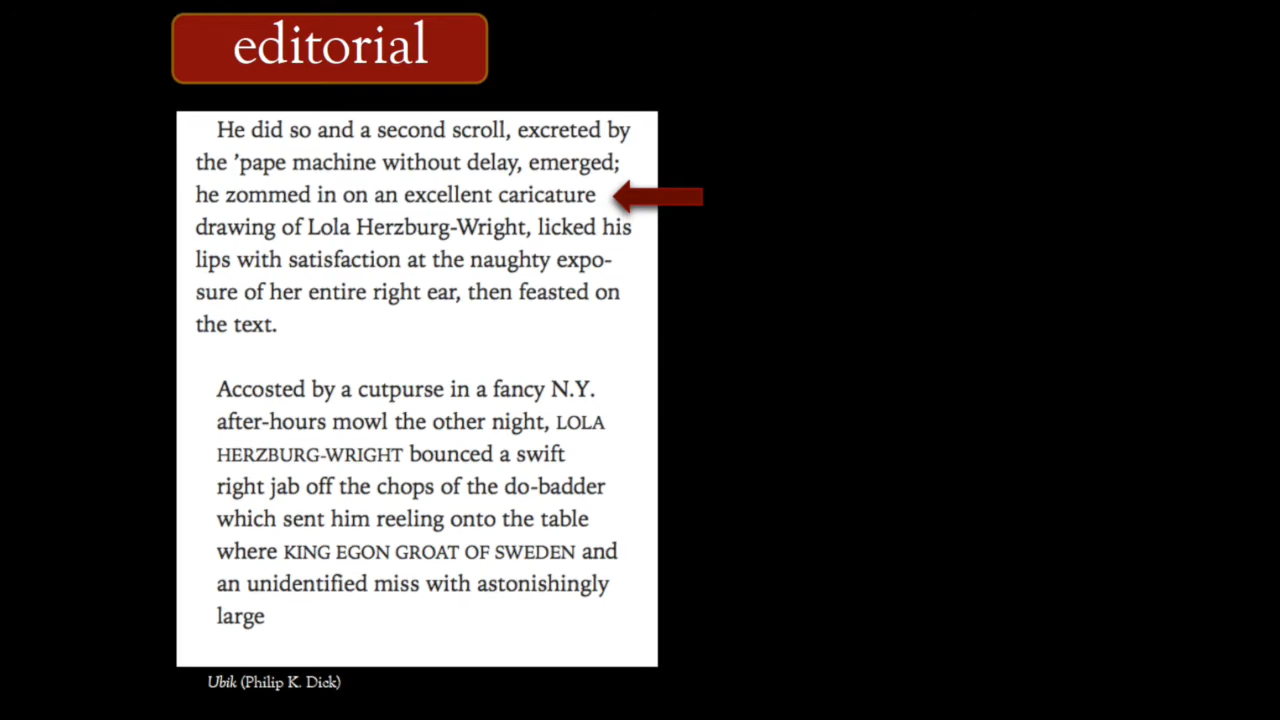 editorial
He did so and a second scroll, excreted by
the ’pape machine without delay, emerged;
he zommed in on an excellent caricature
drawing of Lola Herzburg-Wright, licked his
lips with satisfaction at the naughty expo-
sure of her entire right ear, then feasted on
the text.
Accosted by a cutpurse in a fancy N.Y.
after-hours mowl the other night, LOLA
HERZBURG-WRIGHT bounced a swift
right jab off the chops of the do-badder
which sent him reeling onto the table
where KING EGON GROAT OF SWEDEN and
an unidentified miss with astonishingly
large
Ubik (Philip K. Dick)